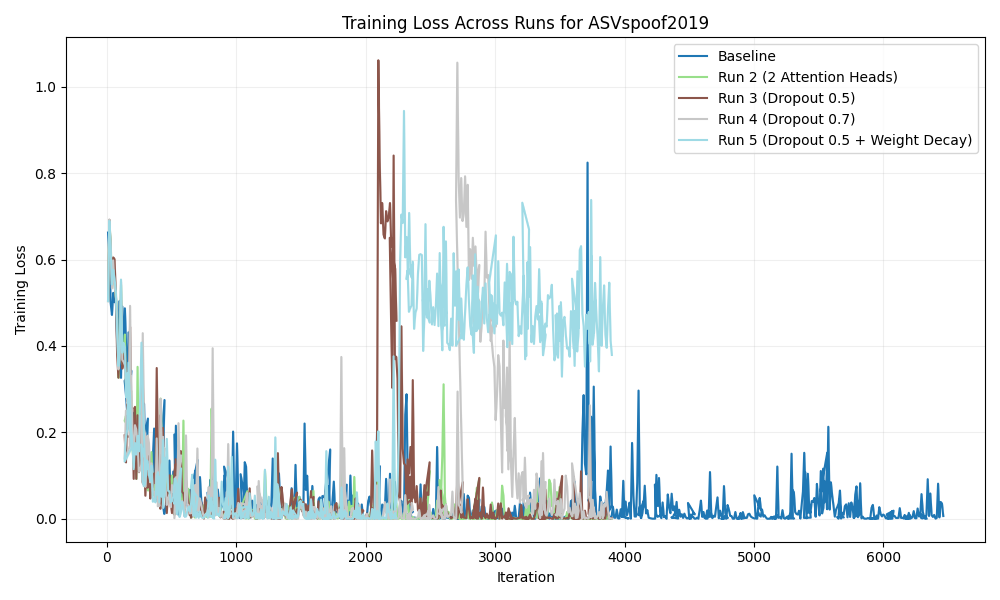 Training Loss Across Runs for ASVspoof2019
Training Loss
1.0
0.8
0.6
0.4
0.2
0.0
Baseline
Run 2 (2 Attention Heads)
Run 3 (Dropout 0.5)
Run 4 (Dropout 0.7)
Run 5 (Dropout 0.5 + Weight Decay)
0 1000 2000 3000 4000 5000 6000
Iteration